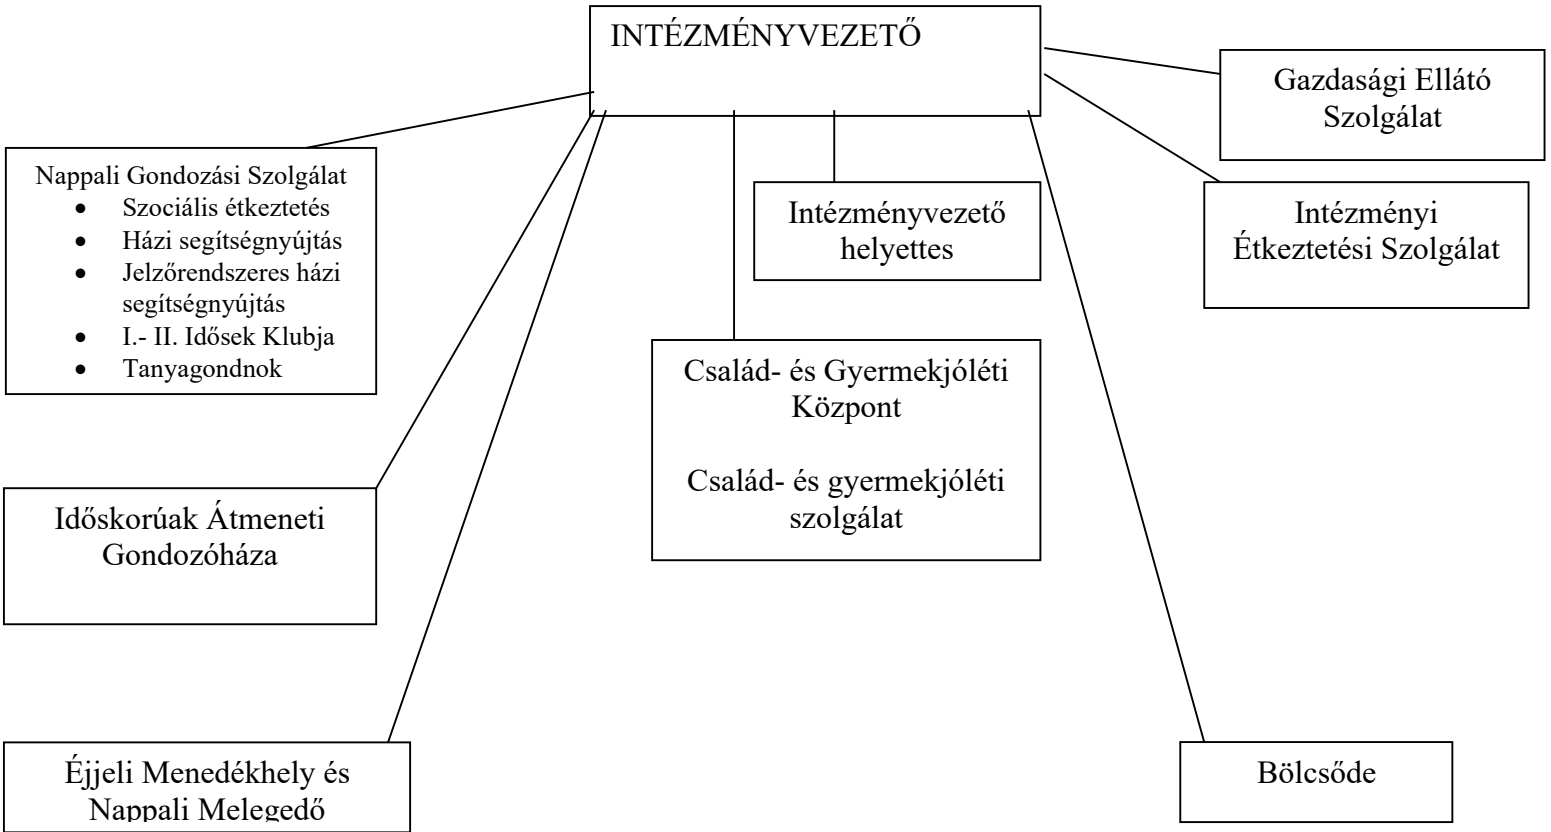 INTÉZMÉNYVEZETŐ
Gazdasági Ellátó
Szolgálat
Nappali Gondozási Szolgálat
• Szociális étkeztetés
• Házi segítségnyújtás
• Jelzőrendszeres házi
segítségnyújtás
• I.- II. Idősek Klubja
• Tanyagondnok
Intézményvezető
helyettes
Intézményi
Étkeztetési Szolgálat
Család- és Gyermekjóléti
Központ
Család- és gyermekjóléti
szolgálat
Időskorúak Átmeneti
Gondozóháza
Éjjeli Menedékhely és
Nappali Melegedő
Bölcsőde